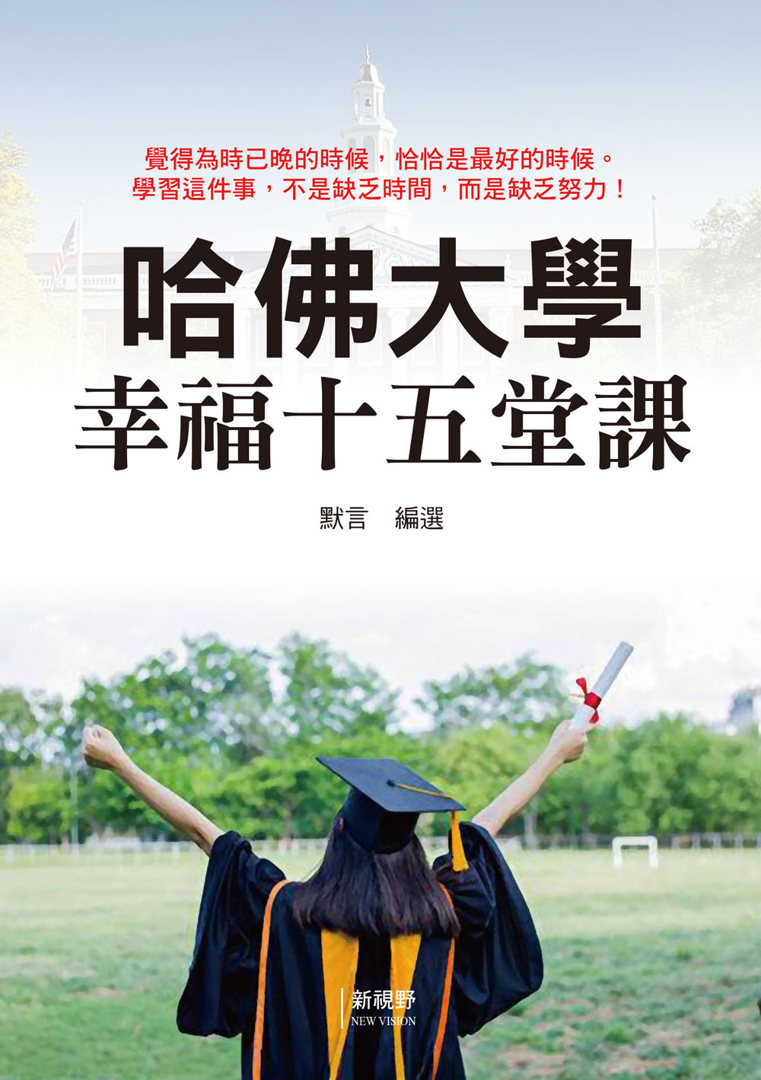 覺得為時已晚的時候，恰恰是最好的時候。
學習這件事，不是缺乏時間，而是缺乏努力！
哈佛大學
幸福十五堂課
默言　編選
新視野
NEW VISION